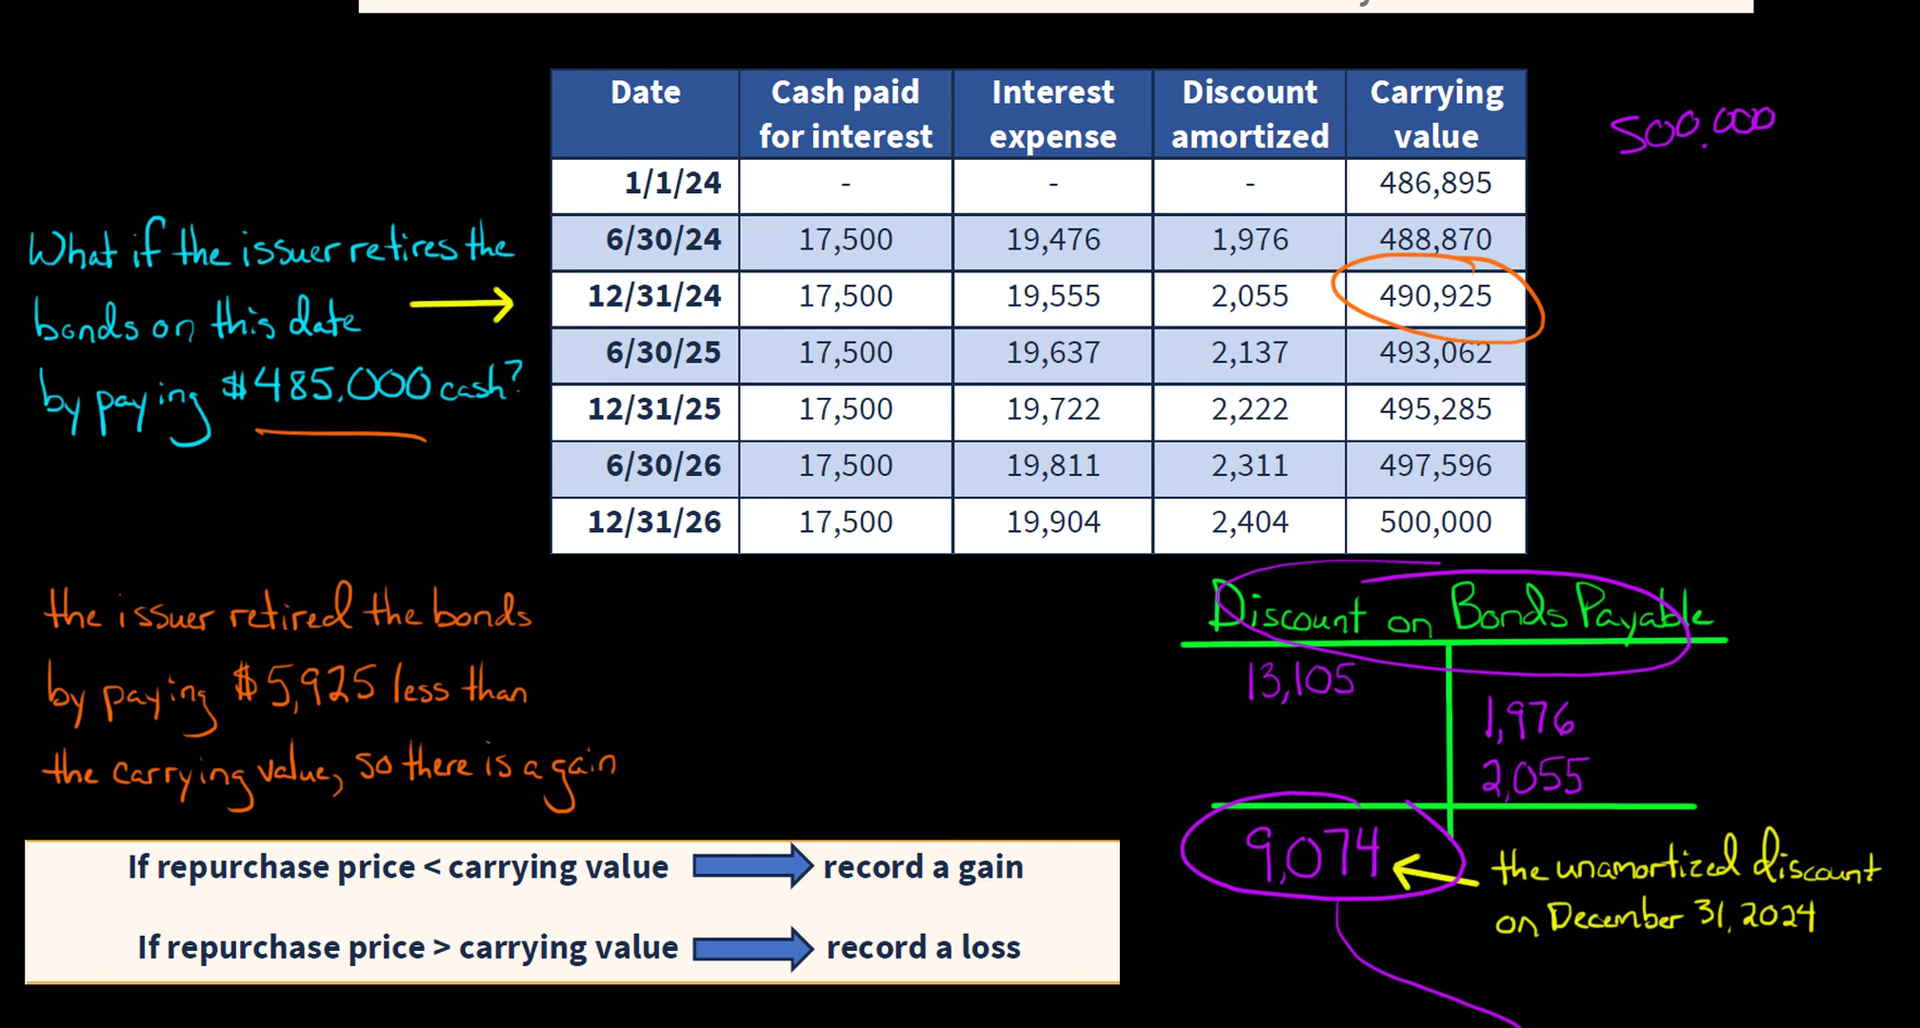 500,000
Date Cash paid for interest Interest expense Discount amortized Carrying value
1/1/24 - - - 486,895
6/30/24 17,500 19,476 1,976 488,870
12/31/24 17,500 19,555 2,055 490,925
6/30/25 17,500 19,637 2,137 493,062
12/31/25 17,500 19,722 2,222 495,285
6/30/26 17,500 19,811 2,311 497,596
12/31/26 17,500 19,904 2,404 500,000
What if the issuer retires the
bonds on this date
by paying $485,000 cash?
the issuer retired the bonds
by paying $5,925 less than
the carrying value, so there is a gain
If repurchase price < carrying value record a gain
If repurchase price > carrying value record a loss
Discount on Bonds Payable
13,105
1,976
2,055
9,074
the unamortized discount
on December 31, 2024